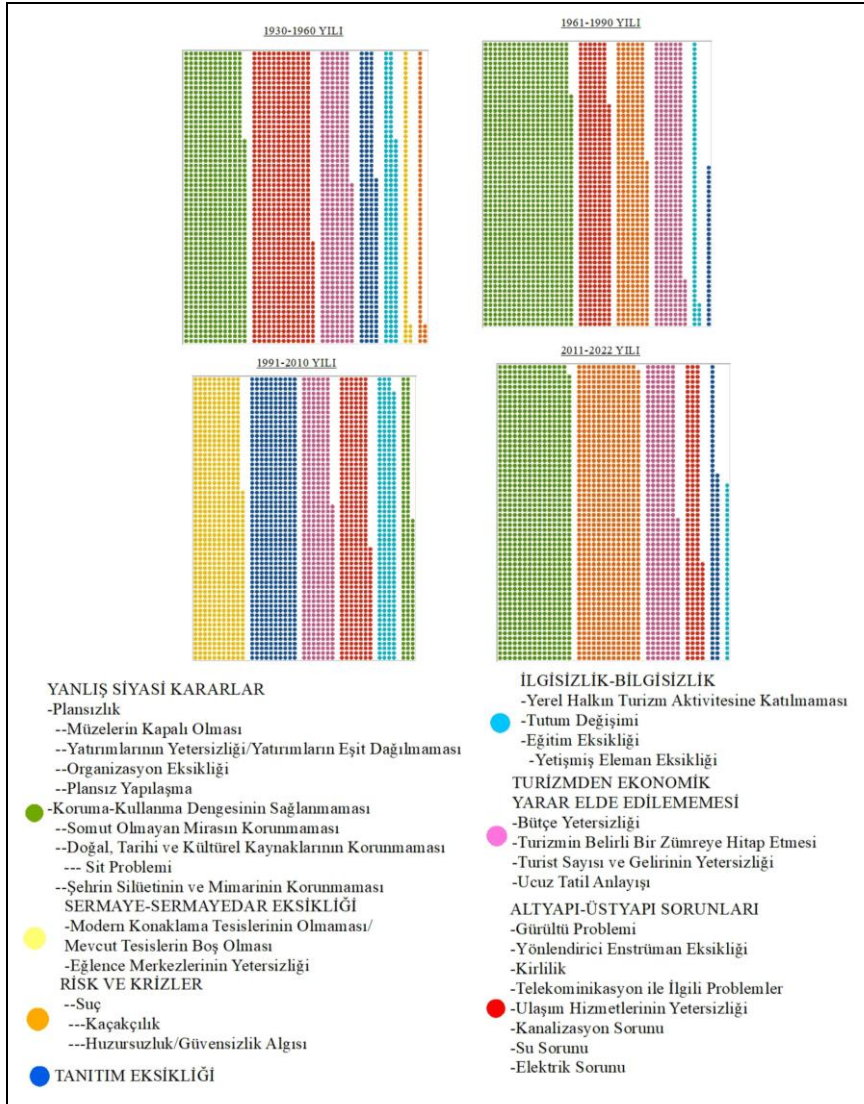 1930-1960 YILI
1961-1990 YILI
1991-2010 YILI
2011-2022 YILI
YANLIŞ SİYASİ KARARLAR
-Plansızlık
--Müzelerin Kapalı Olması
--Yatırımlarının Yetersizliği/Yatırımların Eşit Dağılmaması
--Organizasyon Eksikliği
--Plansız Yapılaşma
-Koruma-Kullanma Dengesinin Sağlanmaması
--Somut Olmayan Mirasın Korunmaması
--Doğal, Tarihi ve Kültürel Kaynaklarının Korunmaması
--- Sit Problemi
--Şehrin Silüetinin ve Mimarinin Korunmaması
SERMAYE-SERMAYEDAR EKSİKLİĞİ
-Modern Konaklama Tesislerinin Olmaması/
Mevcut Tesislerin Boş Olması
-Eğlence Merkezlerinin Yetersizliği
RİSK VE KRİZLER
--Suç
---Kaçakçılık
---Huzursuzluk/Güvensizlik Algısı
TANITIM EKSİKLİĞİ
İLGİSİZLİK-BİLGİSİZLİK
-Yerel Halkın Turizm Aktivitesine Katılmaması
-Tutum Değişimi
-Eğitim Eksikliği
-Yetişmiş Eleman Eksikliği
TURİZMDEN EKONOMİK
YARAR ELDE EDİLEMEMESİ
-Bütçe Yetersizliği
-Turizmin Belirli Bir Zümreye Hitap Etmesi
-Turist Sayısı ve Gelirinin Yetersizliği
-Ucuz Tatil Anlayışı
ALTYAPI-ÜSTYAPI SORUNLARI
-Gürültü Problemi
-Yönlendirici Enstrüman Eksikliği
-Kirlilik
-Telekominikasyon ile İlgili Problemler
-Ulaşım Hizmetlerinin Yetersizliği
-Kanalizasyon Sorunu
-Su Sorunu
-Elektrik Sorunu